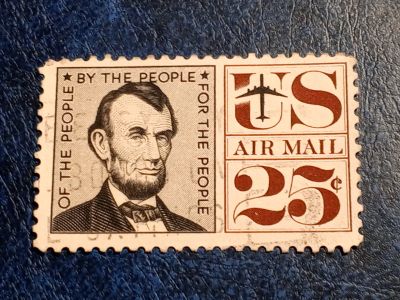 OF THE PEOPLE ★ BY THE PEOPLE ★ FOR THE PEOPLE
US
AIR MAIL
25¢